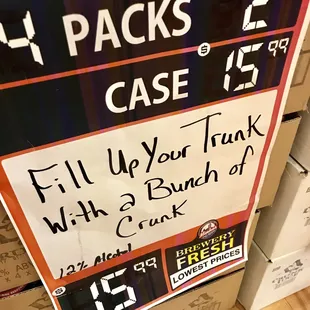 4 PACKS
CASE $15.99
Fill Up Your Trunk
With a Bunch of
Crunk
12% Alcohol
$15.99
BREWERY
FRESH
LOWEST PRICES